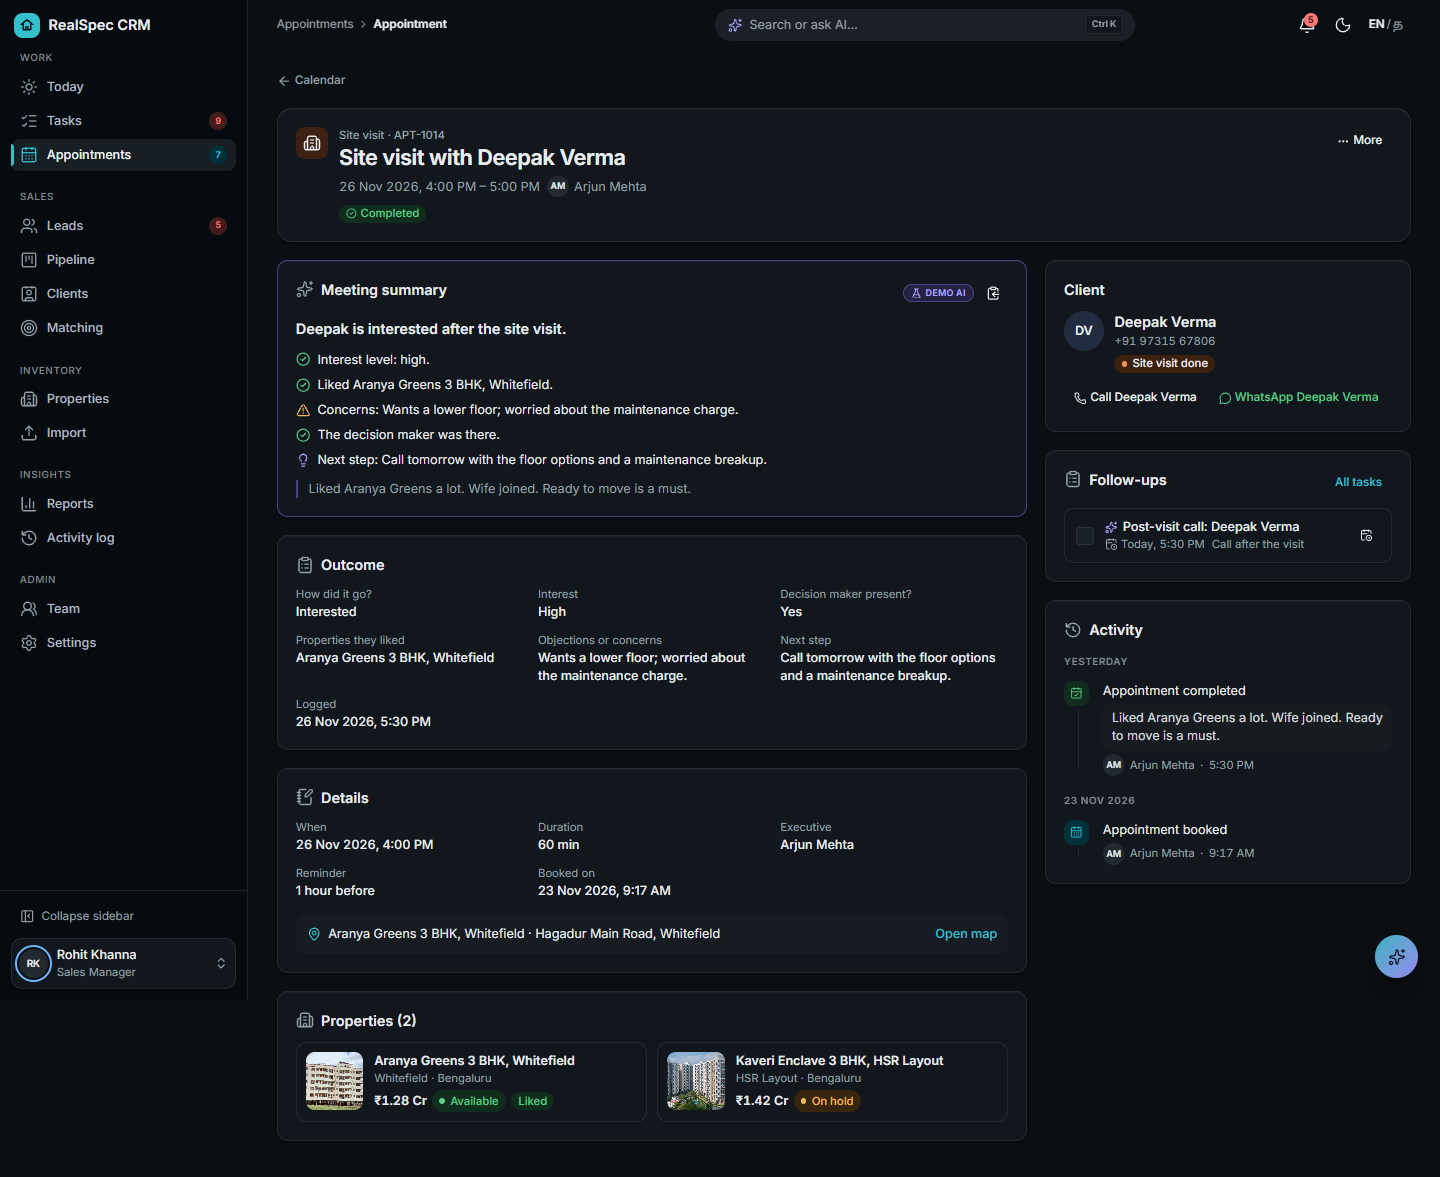 RealSpec CRM
WORK
Today
Tasks 9
Appointments 7
SALES
Leads 5
Pipeline
Clients
Matching
INVENTORY
Properties
Import
INSIGHTS
Reports
Activity log
ADMIN
Team
Settings
Collapse sidebar
RK Rohit Khanna
Sales Manager
Appointments > Appointment
Search or ask AI... Ctrl K
5
EN / த
← Calendar
Site visit · APT-1014
Site visit with Deepak Verma
26 Nov 2026, 4:00 PM – 5:00 PM AM Arjun Mehta
Completed
... More
Meeting summary
DEMO AI
Deepak is interested after the site visit.
Interest level: high.
Liked Aranya Greens 3 BHK, Whitefield.
Concerns: Wants a lower floor; worried about the maintenance charge.
The decision maker was there.
Next step: Call tomorrow with the floor options and a maintenance breakup.
Liked Aranya Greens a lot. Wife joined. Ready to move is a must.
Outcome
How did it go?
Interested
Interest
High
Decision maker present?
Yes
Properties they liked
Aranya Greens 3 BHK, Whitefield
Objections or concerns
Wants a lower floor; worried about
the maintenance charge.
Next step
Call tomorrow with the floor options
and a maintenance breakup.
Logged
26 Nov 2026, 5:30 PM
Details
When
26 Nov 2026, 4:00 PM
Duration
60 min
Executive
Arjun Mehta
Reminder
1 hour before
Booked on
23 Nov 2026, 9:17 AM
Aranya Greens 3 BHK, Whitefield · Hagadur Main Road, Whitefield
Open map
Properties (2)
Aranya Greens 3 BHK, Whitefield
Whitefield · Bengaluru
₹1.28 Cr Available Liked
Kaveri Enclave 3 BHK, HSR Layout
HSR Layout · Bengaluru
₹1.42 Cr On hold
Client
DV
Deepak Verma
+91 97315 67806
Site visit done
Call Deepak Verma
WhatsApp Deepak Verma
Follow-ups
All tasks
Post-visit call: Deepak Verma
Today, 5:30 PM Call after the visit
Activity
YESTERDAY
Appointment completed
Liked Aranya Greens a lot. Wife joined. Ready
to move is a must.
AM Arjun Mehta · 5:30 PM
23 NOV 2026
Appointment booked
AM Arjun Mehta · 9:17 AM